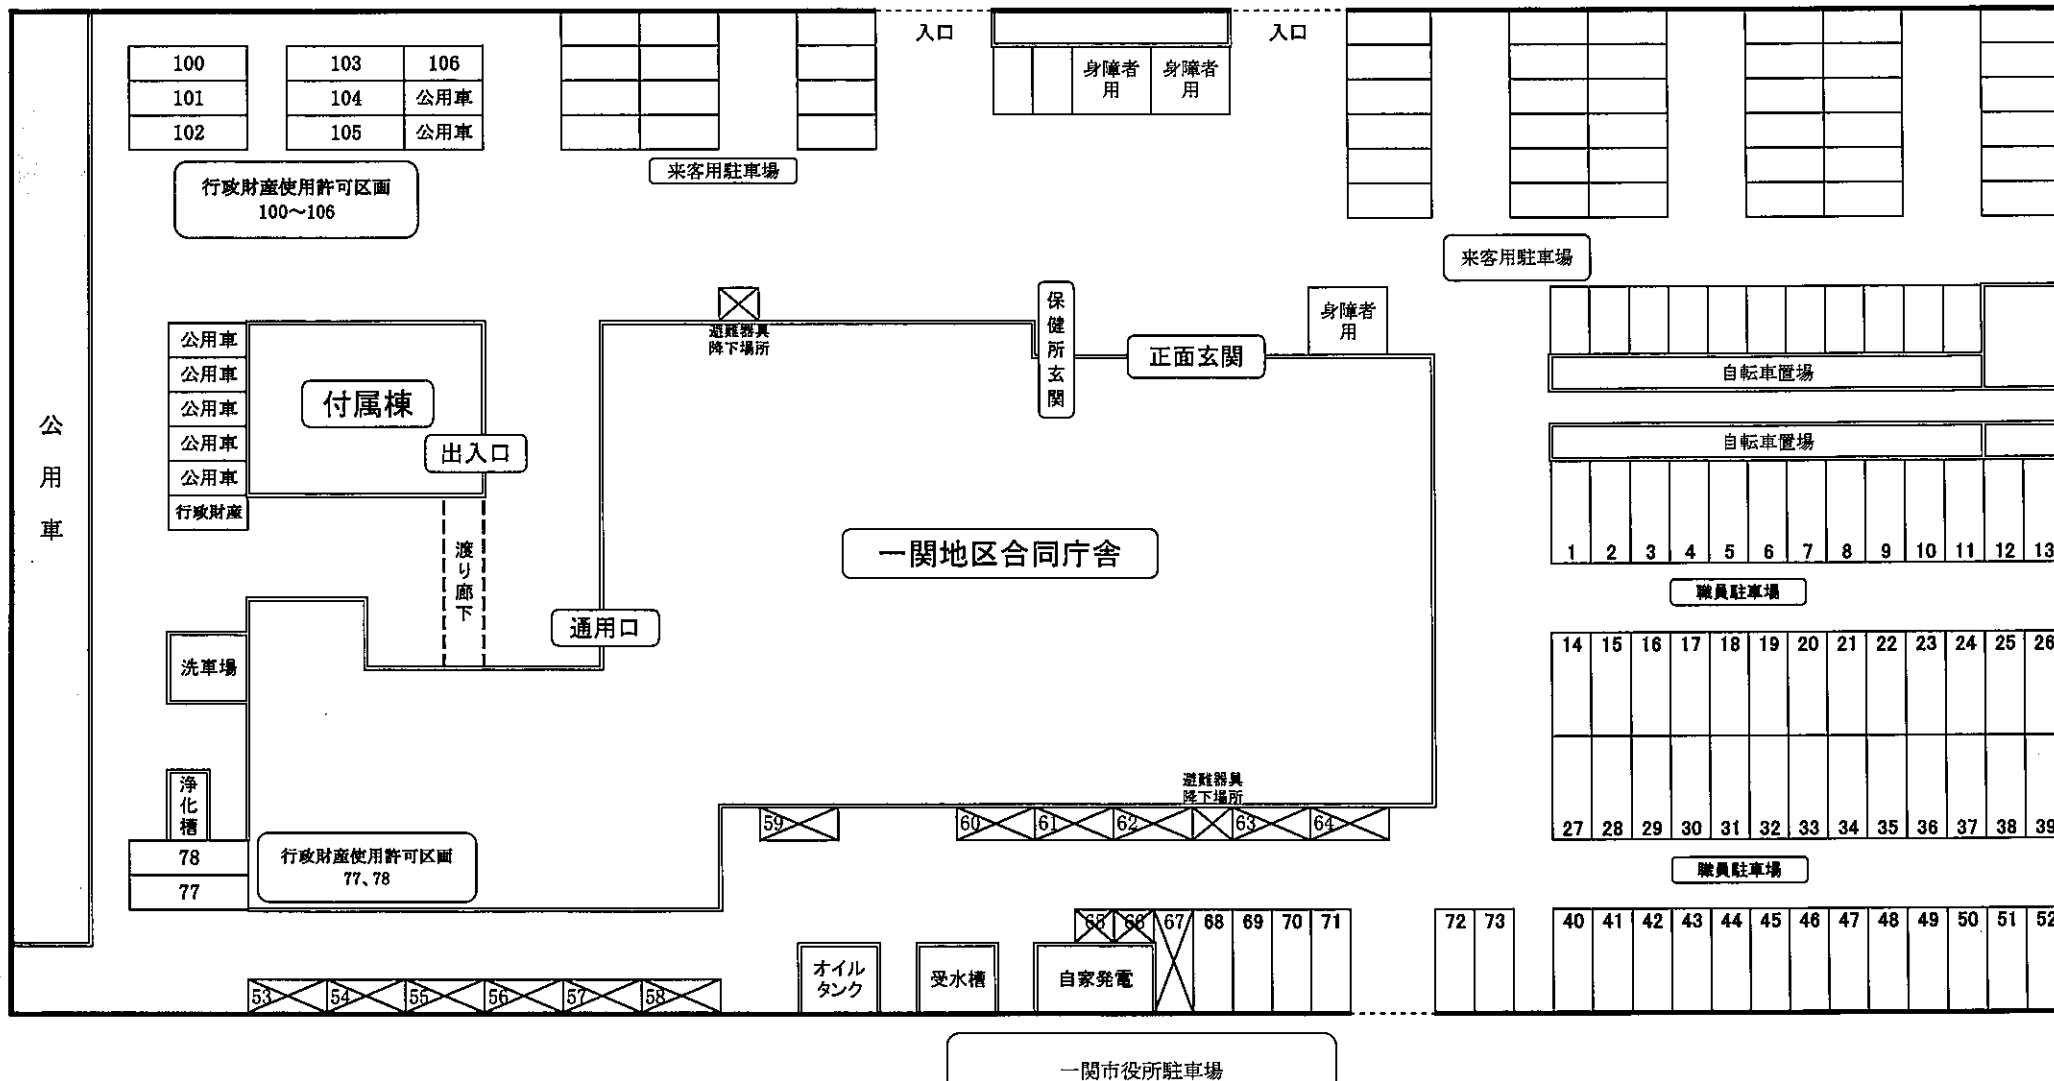 入口
入口
100
101
102
103
104
105
106
公用車
公用車
身障者
用
身障者
用
行政財産使用許可区画
100～106
来客用駐車場
来客用駐車場
公用車
公用車
公用車
公用車
公用車
公用車
行政財産
付属棟
出入口
渡り廊下
避難器具
降下場所
保健所玄関
正面玄関
身障者
用
自転車置場
自転車置場
一関地区合同庁舎
通用口
1 2 3 4 5 6 7 8 9 10 11 12 13
職員駐車場
14 15 16 17 18 19 20 21 22 23 24 25 26
洗車場
浄化槽
78
77
行政財産使用許可区画
77、78
避難器具
降下場所
59 60 61 62 63 64
27 28 29 30 31 32 33 34 35 36 37 38 39
職員駐車場
65 66 67 68 69 70 71 72 73
40 41 42 43 44 45 46 47 48 49 50 51 52
53 54 55 56 57 58
オイル
タンク
受水槽
自家発電
一関市役所駐車場